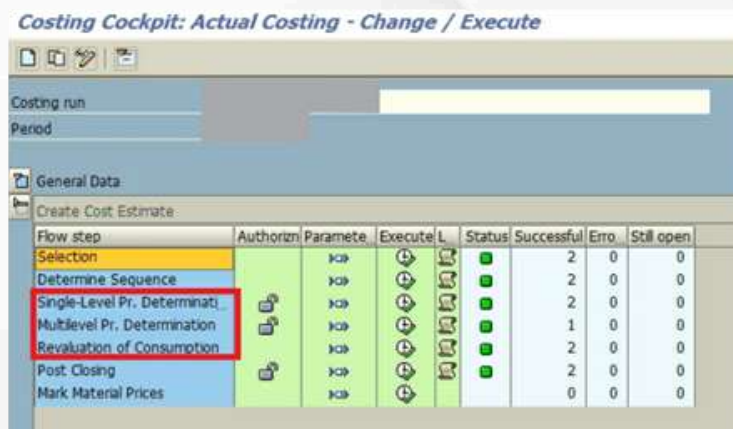 Costing Cockpit: Actual Costing - Change / Execute
Costing run
Period
General Data
Create Cost Estimate
Flow step Authorizn Paramete Execute L Status Successful Erro Still open
Selection 2 0 0
Determine Sequence 2 0 0
Single-Level Pr. Determinati 2 0 0
Multilevel Pr. Determination 1 0 0
Revaluation of Consumption 2 0 0
Post Closing 2 0 0
Mark Material Prices 0 0 0